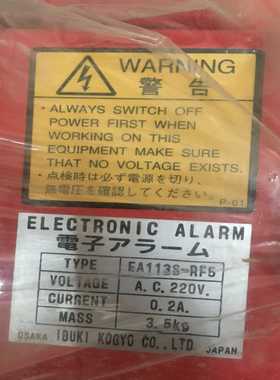 WARNING
警告
・ALWAYS SWITCH OFF
POWER FIRST WHEN
WORKING ON THIS
EQUIPMENT MAKE SURE
THAT NO VOLTAGE EXISTS.
・点検時は必ず電源を切り、
無電圧を確認してください。
P-01
ELECTRONIC ALARM
電子アラーム
TYPE EA113S-RF5
VOLTAGE A.C.220V.
CURRENT 0.2A.
MASS 3.5kg
OSAKA IBUKI KOGYO CO.,LTD JAPAN